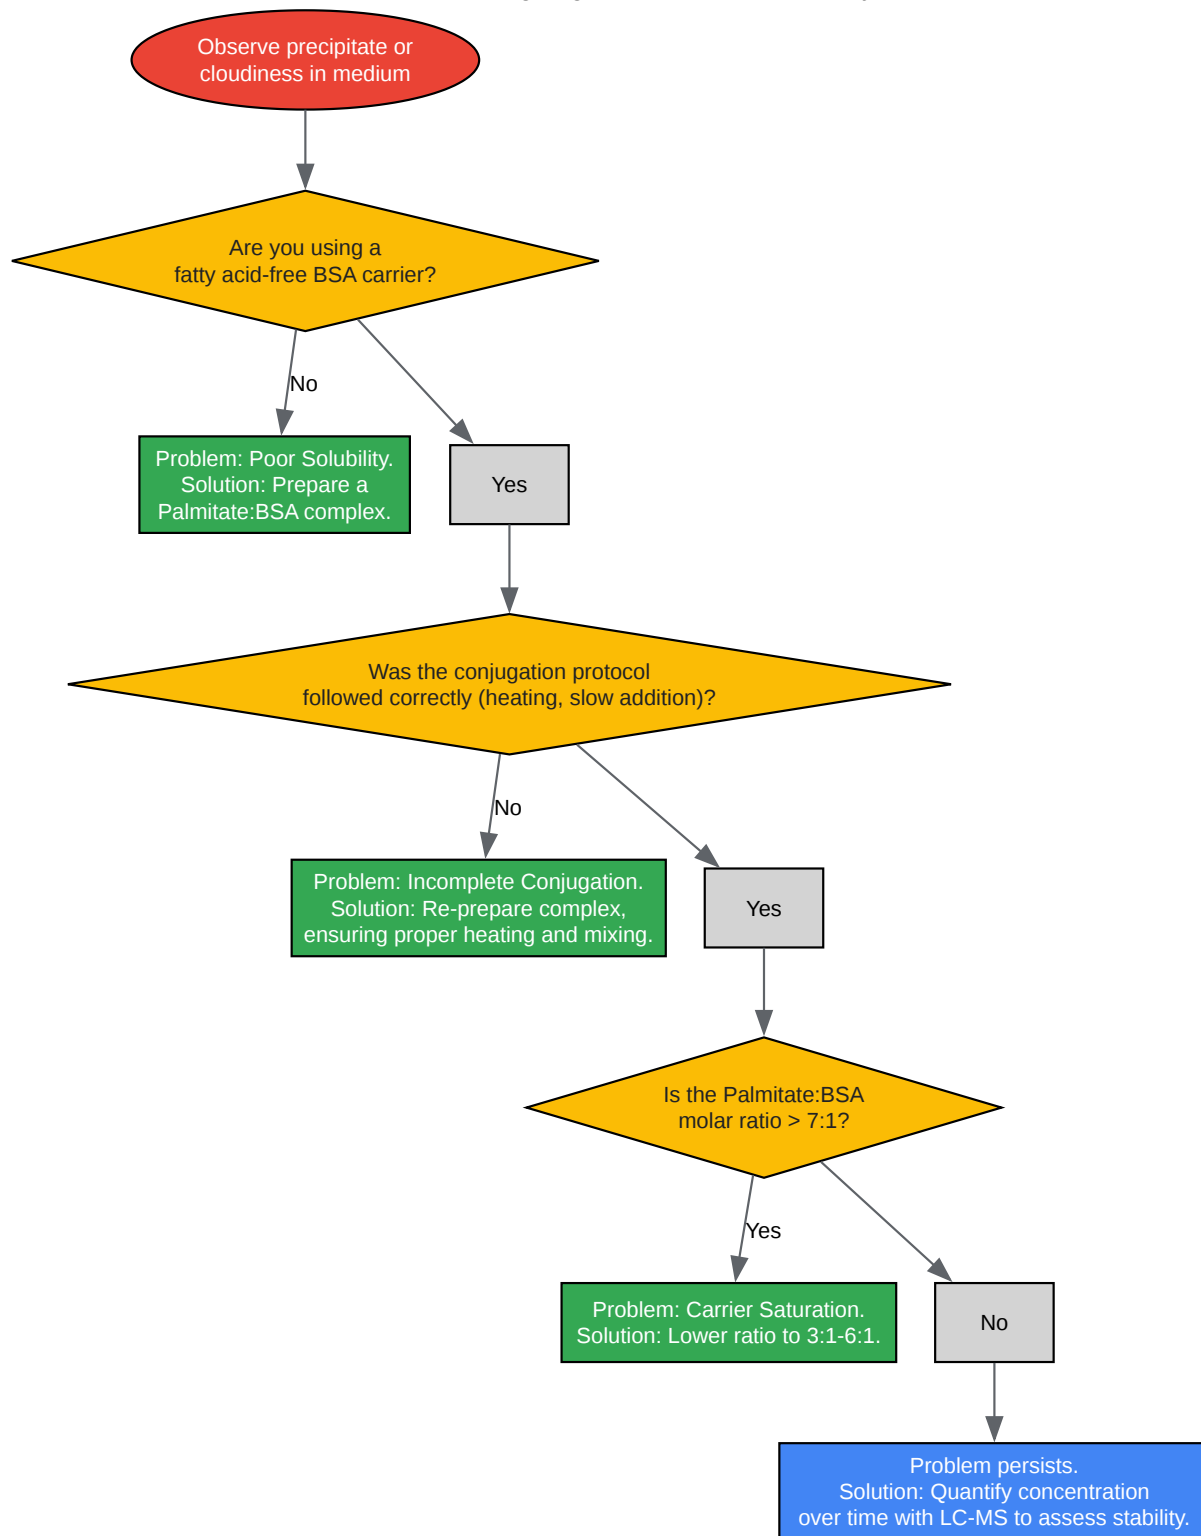 Observe precipitate or
cloudiness in medium
Are you using a
fatty acid-free BSA carrier?
No
Problem: Poor Solubility.
Solution: Prepare a
Palmitate:BSA complex.
Yes
Was the conjugation protocol
followed correctly (heating, slow addition)?
No
Problem: Incomplete Conjugation.
Solution: Re-prepare complex,
ensuring proper heating and mixing.
Yes
Is the Palmitate:BSA
molar ratio > 7:1?
Yes
Problem: Carrier Saturation.
Solution: Lower ratio to 3:1-6:1.
No
Problem persists.
Solution: Quantify concentration
over time with LC-MS to assess stability.